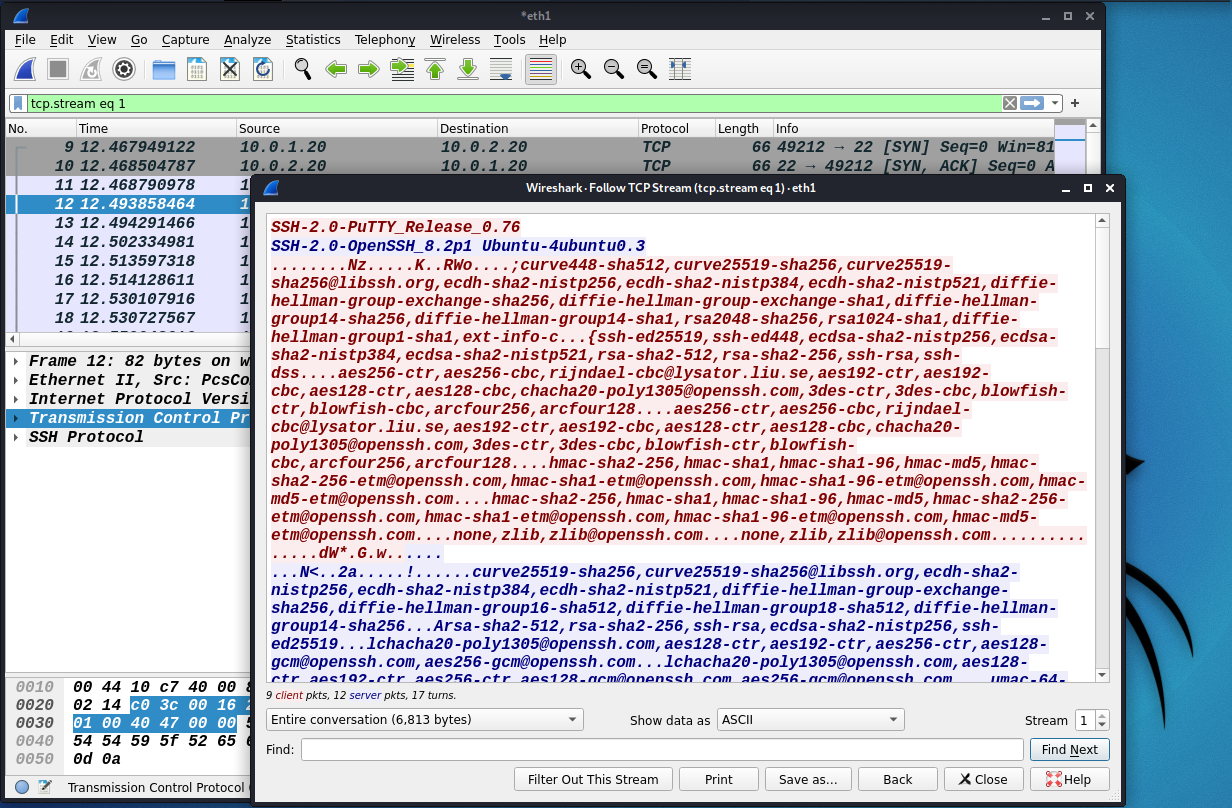 *eth1
File Edit View Go Capture Analyze Statistics Telephony Wireless Tools Help
tcp.stream eq 1
No. Time Source Destination Protocol Length Info
9 12.467949122 10.0.1.20 10.0.2.20 TCP 66 49212 → 22 [SYN] Seq=0 Win=81
10 12.468504787 10.0.2.20 10.0.1.20 TCP 66 22 → 49212 [SYN, ACK] Seq=0 A
11 12.468790978 1
12 12.493858464 1
13 12.494291466 1
14 12.502334981 1
15 12.513597318 1
16 12.514128611 1
17 12.530107916 1
18 12.530727567 1
Frame 12: 82 bytes on w
Ethernet II, Src: PcsCo
Internet Protocol Versi
Transmission Control Pr
SSH Protocol
0010 00 44 10 c7 40 00
0020 02 14 c0 3c 00 16 2
0030 01 00 40 47 00 00
0040 54 54 59 5f 52 65 6
0050 0d 0a
Transmission Control Protocol
Wireshark · Follow TCP Stream (tcp.stream eq 1) · eth1
SSH-2.0-PuTTY_Release_0.76
SSH-2.0-OpenSSH_8.2p1 Ubuntu-4ubuntu0.3
........Nz.....K..RWo....;curve448-sha512,curve25519-sha256,curve25519-
sha256@libssh.org,ecdh-sha2-nistp256,ecdh-sha2-nistp384,ecdh-sha2-nistp521,diffie-
hellman-group-exchange-sha256,diffie-hellman-group-exchange-sha1,diffie-hellman-
group14-sha256,diffie-hellman-group14-sha1,rsa2048-sha256,rsa1024-sha1,diffie-
hellman-group1-sha1,ext-info-c...{ssh-ed25519,ssh-ed448,ecdsa-sha2-nistp256,ecdsa-
sha2-nistp384,ecdsa-sha2-nistp521,rsa-sha2-512,rsa-sha2-256,ssh-rsa,ssh-
dss....aes256-ctr,aes256-cbc,rijndael-cbc@lysator.liu.se,aes192-ctr,aes192-
cbc,aes128-ctr,aes128-cbc,chacha20-poly1305@openssh.com,3des-ctr,3des-cbc,blowfish-
ctr,blowfish-cbc,arcfour256,arcfour128....aes256-ctr,aes256-cbc,rijndael-
cbc@lysator.liu.se,aes192-ctr,aes192-cbc,aes128-ctr,aes128-cbc,chacha20-
poly1305@openssh.com,3des-ctr,3des-cbc,blowfish-ctr,blowfish-
cbc,arcfour256,arcfour128....hmac-sha2-256,hmac-sha1,hmac-sha1-96,hmac-md5,hmac-
sha2-256-etm@openssh.com,hmac-sha1-etm@openssh.com,hmac-sha1-96-etm@openssh.com,hmac-
md5-etm@openssh.com....hmac-sha2-256,hmac-sha1,hmac-sha1-96,hmac-md5,hmac-sha2-256-
etm@openssh.com,hmac-sha1-etm@openssh.com,hmac-sha1-96-etm@openssh.com,hmac-md5-
etm@openssh.com....none,zlib,zlib@openssh.com....none,zlib,zlib@openssh.com..........
.....dW*.G.w......
...N<..2a.....!......curve25519-sha256,curve25519-sha256@libssh.org,ecdh-sha2-
nistp256,ecdh-sha2-nistp384,ecdh-sha2-nistp521,diffie-hellman-group-exchange-
sha256,diffie-hellman-group16-sha512,diffie-hellman-group18-sha512,diffie-hellman-
group14-sha256...Arsa-sha2-512,rsa-sha2-256,ssh-rsa,ecdsa-sha2-nistp256,ssh-
ed25519...lchacha20-poly1305@openssh.com,aes128-ctr,aes192-ctr,aes256-ctr,aes128-
gcm@openssh.com,aes256-gcm@openssh.com...lchacha20-poly1305@openssh.com,aes128-
ctr,aes192-ctr,aes256-ctr,aes128-gcm@openssh.com,aes256-gcm@openssh.com....umac-64-
9 client pkts, 12 server pkts, 17 turns.
Entire conversation (6,813 bytes) Show data as ASCII Stream 1
Find: Find Next
Filter Out This Stream Print Save as... Back Close Help